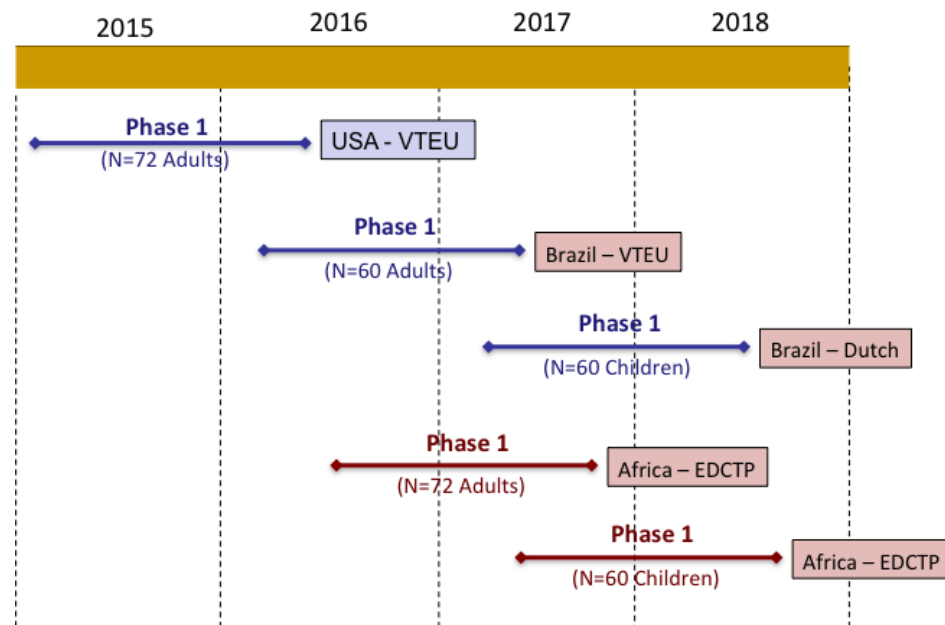 2015 2016 2017 2018
Phase 1
(N=72 Adults)
USA - VTEU
Phase 1
(N=60 Adults)
Brazil – VTEU
Phase 1
(N=60 Children)
Brazil – Dutch
Phase 1
(N=72 Adults)
Africa – EDCTP
Phase 1
(N=60 Children)
Africa – EDCTP